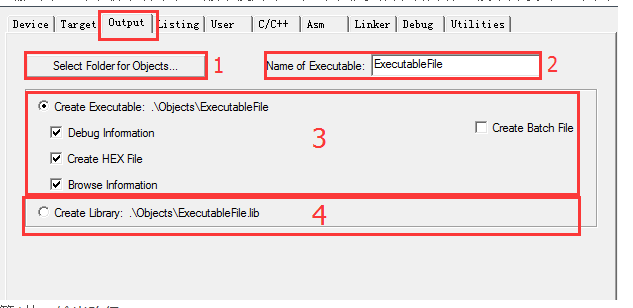 Device Target Output Listing User C/C++ Asm Linker Debug Utilities
Select Folder for Objects... 1 Name of Executable: ExecutableFile 2
Create Executable: .\Objects\ExecutableFile
Debug Information 3 Create Batch File
Create HEX File
Browse Information
Create Library: .\Objects\ExecutableFile.lib 4